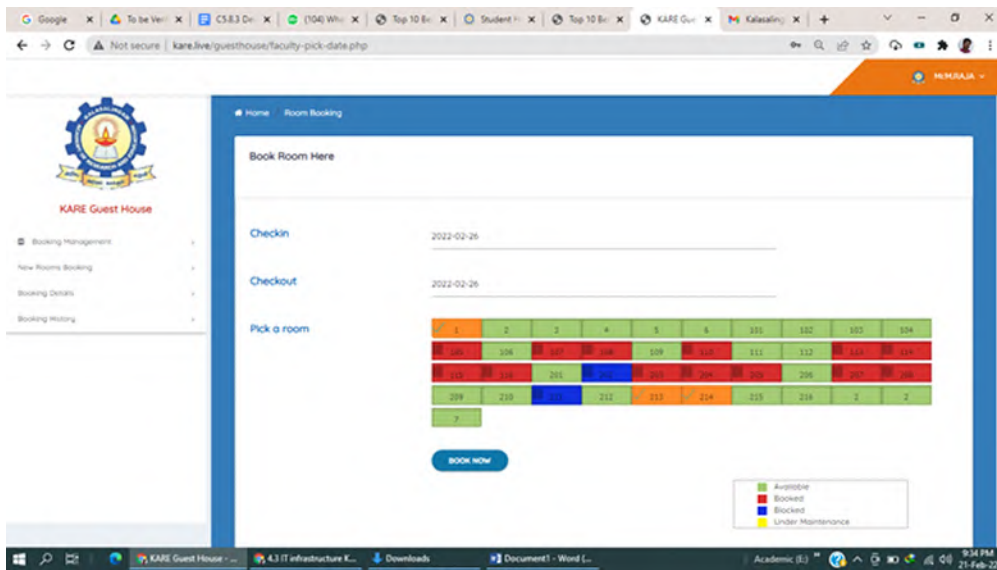 Google
To be Veri
C5.8.3 De
(104) Wh
Top 10 Be
Student
Top 10 Be
KARE Gue
Kalasaling
Not secure | kare.live/guesthouse/faculty-pick-date.php
Mr.M.RAJA
Home Room Booking
Book Room Here
KARE Guest House
Booking Management
New Rooms Booking
Booking Details
Booking History
Checkin 2022-02-26
Checkout 2022-02-26
Pick a room
1 2 3 4 5 6 101 102 103 104
105 106 107 108 109 110 111 112 113 114
115 116 201 202 203 204 205 206 207 208
209 210 211 212 213 214 215 216 2 2
7
BOOK NOW
Available
Booked
Blocked
Under Maintenance
KARE Guest House - ...
4.3 IT infrastructure K...
Downloads
Document1 - Word (...
Academic (E:)
9:34 PM
21-Feb-22